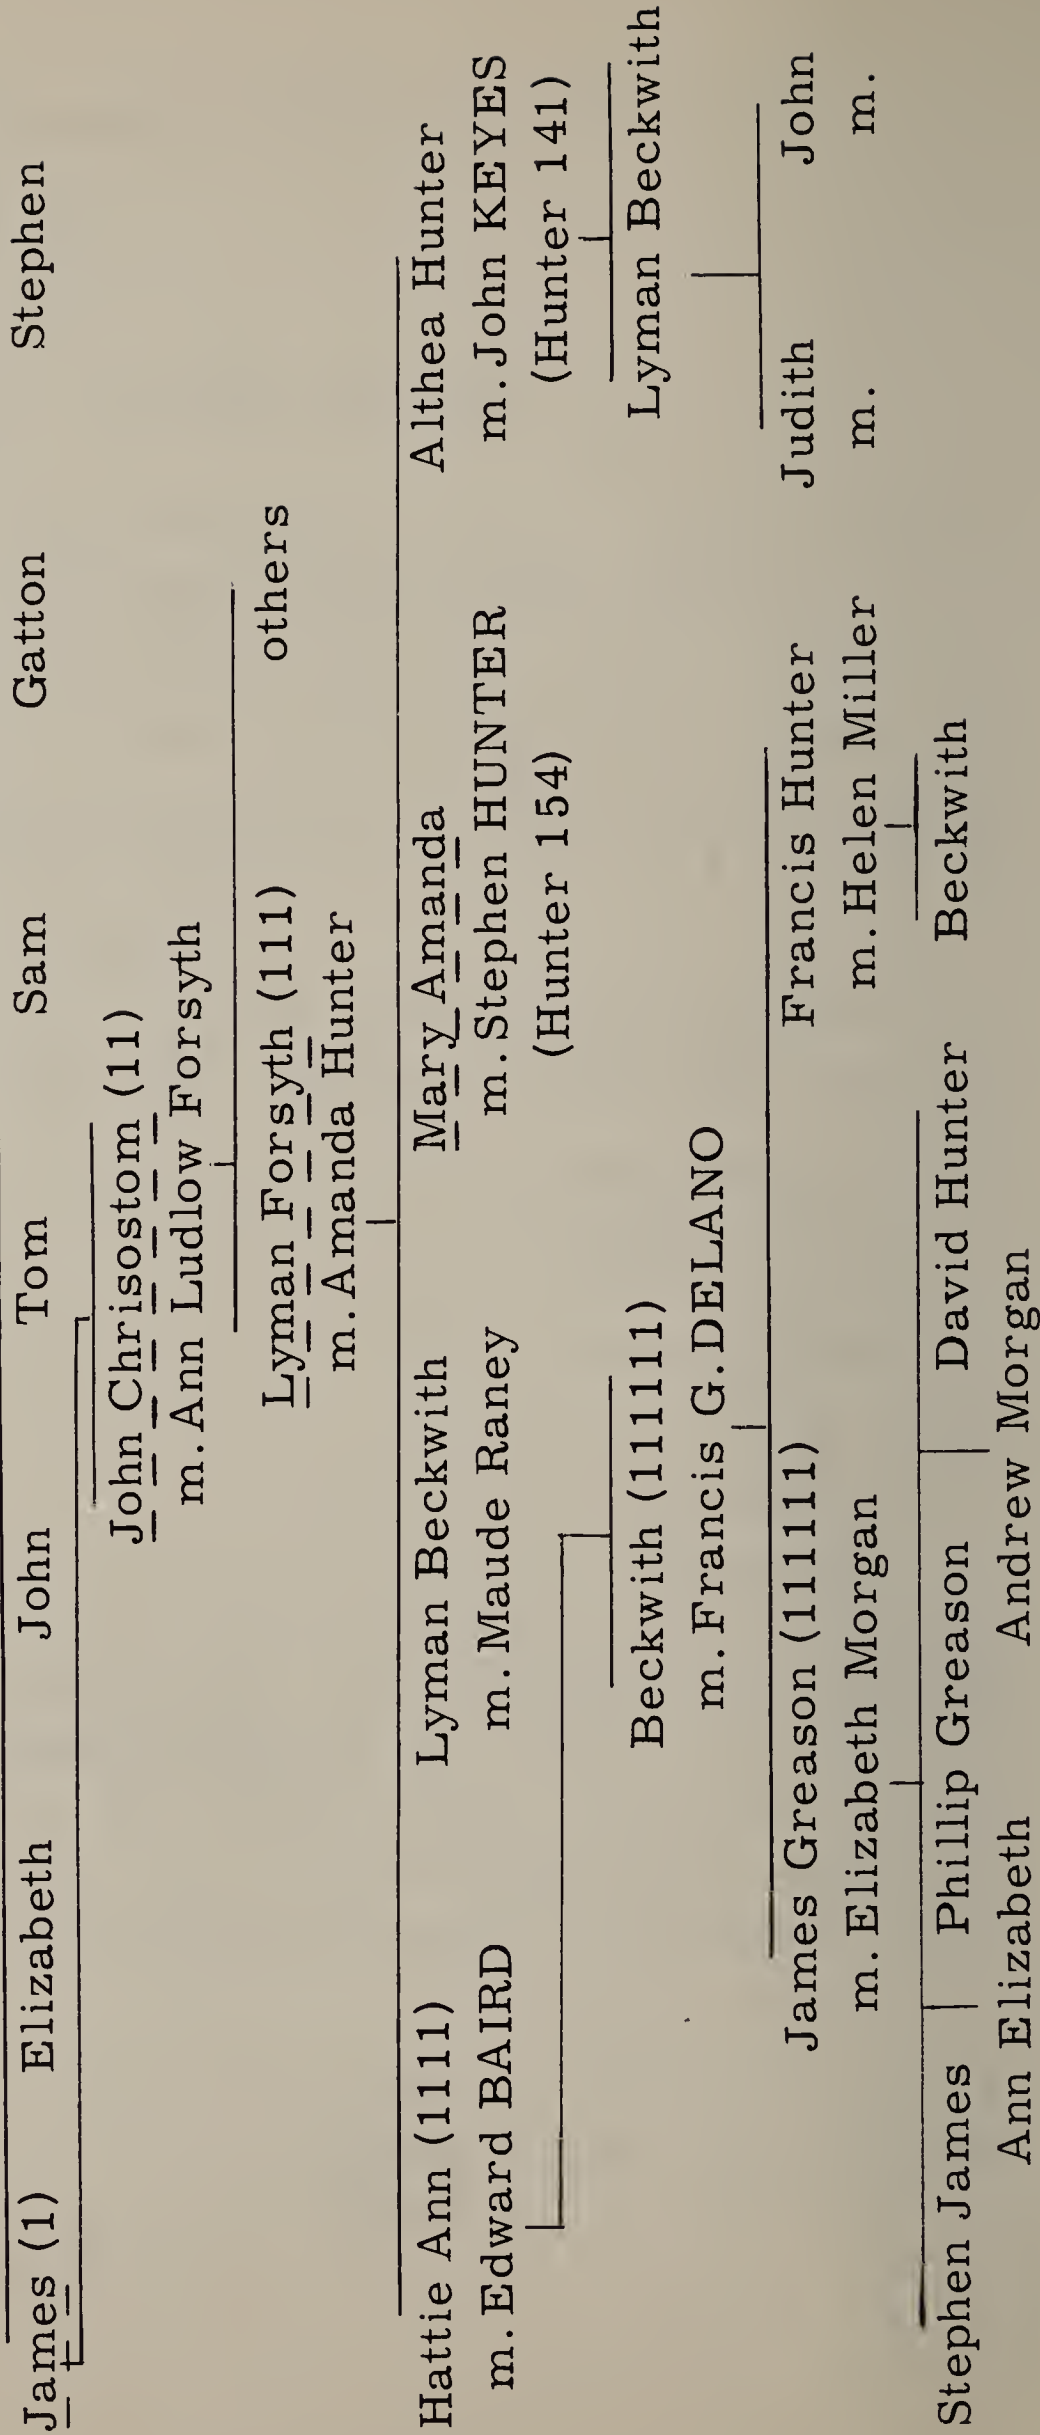 James (1) Elizabeth John Tom Sam Gatton Stephen
John Chrisostom (11)
m. Ann Ludlow Forsyth
Lyman Forsyth (111) others
m. Amanda Hunter
Hattie Ann (1111) Lyman Beckwith Mary Amanda Althea Hunter
m. Edward BAIRD m. Maude Raney m. Stephen HUNTER m. John KEYES
(Hunter 154) (Hunter 141)
Beckwith (11111) Lyman Beckwith
m. Francis G. DELANO
James Greason (111111) Francis Hunter Judith John
m. Elizabeth Morgan m. Helen Miller m. m.
Stephen James Phillip Greason David Hunter Beckwith
Ann Elizabeth Andrew Morgan